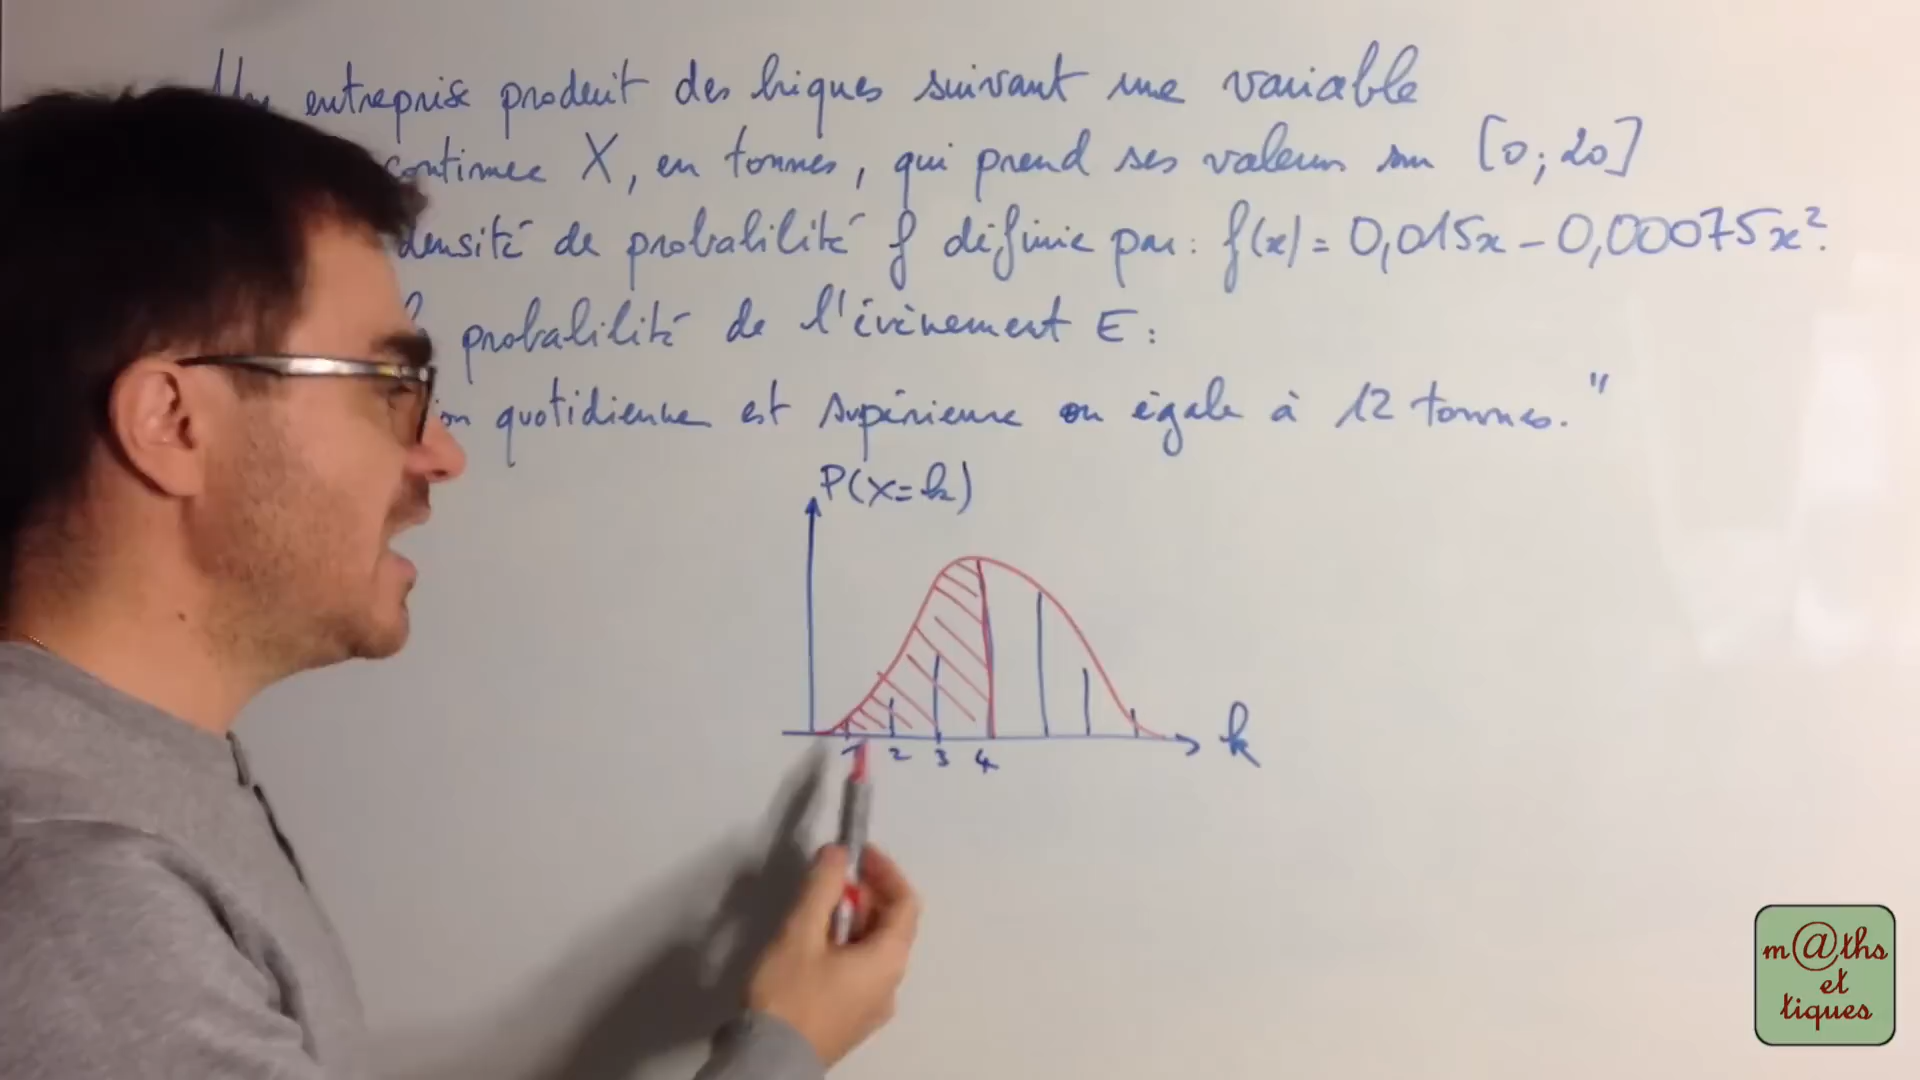 entreprise produit des briques suivant une variable
continue X, en tonnes, qui prend ses valeurs sur [0;20]
densité de probabilité f définie par: f(x)=0,015x-0,00075x².
probabilité de l'évènement E:
quotidienne est supérieure ou égale à 12 tonnes."
P(X=k)
1 2 3 4
k
m@ths
et
tiques